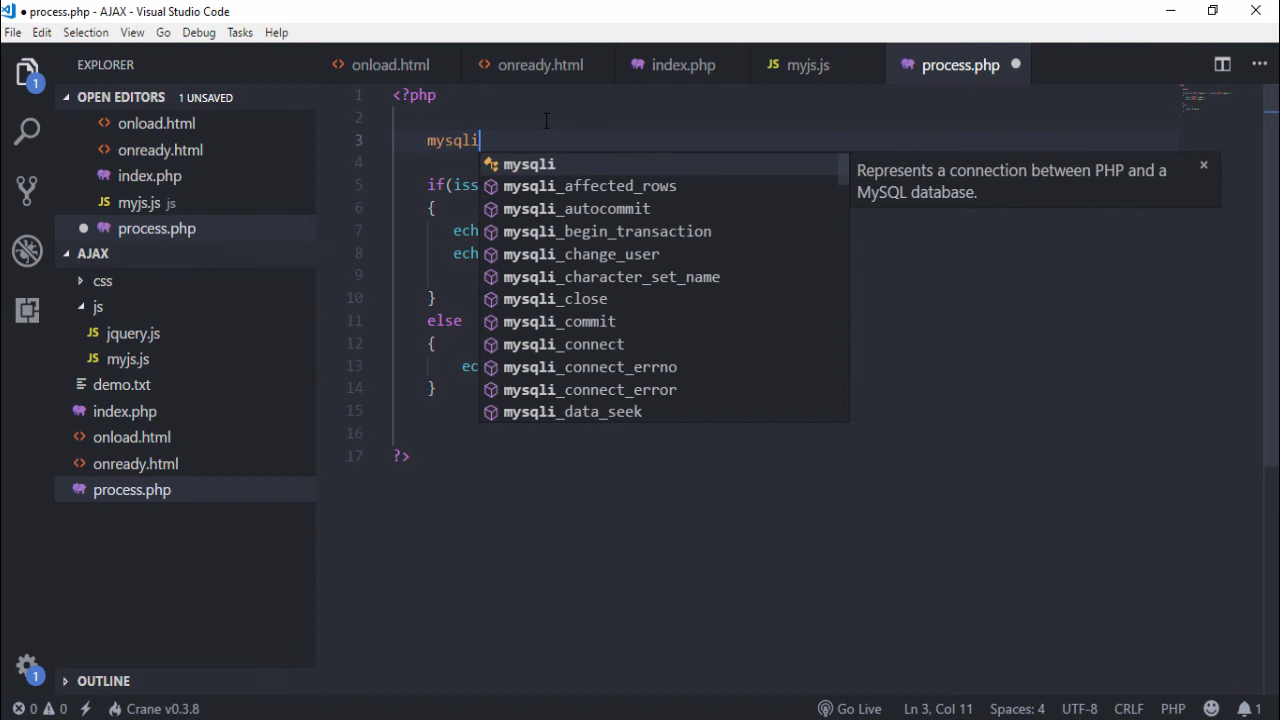 process.php - AJAX - Visual Studio Code
File Edit Selection View Go Debug Tasks Help
EXPLORER
OPEN EDITORS 1 UNSAVED
onload.html
onready.html
index.php
myjs.js js
process.php
AJAX
css
js
jquery.js
myjs.js
demo.txt
index.php
onload.html
onready.html
process.php
OUTLINE
1
1
onload.html onready.html index.php myjs.js process.php
1 <?php
2
3 mysqli
4
5 if(iss
6 {
7 ech
8 ech
9
10 }
11 else
12 {
13 ec
14 }
15
16
17 ?>
mysqli
mysqli_affected_rows
mysqli_autocommit
mysqli_begin_transaction
mysqli_change_user
mysqli_character_set_name
mysqli_close
mysqli_commit
mysqli_connect
mysqli_connect_errno
mysqli_connect_error
mysqli_data_seek
Represents a connection between PHP and a
MySQL database.
0 0 Crane v0.3.8 Go Live Ln 3, Col 11 Spaces: 4 UTF-8 CRLF PHP 1